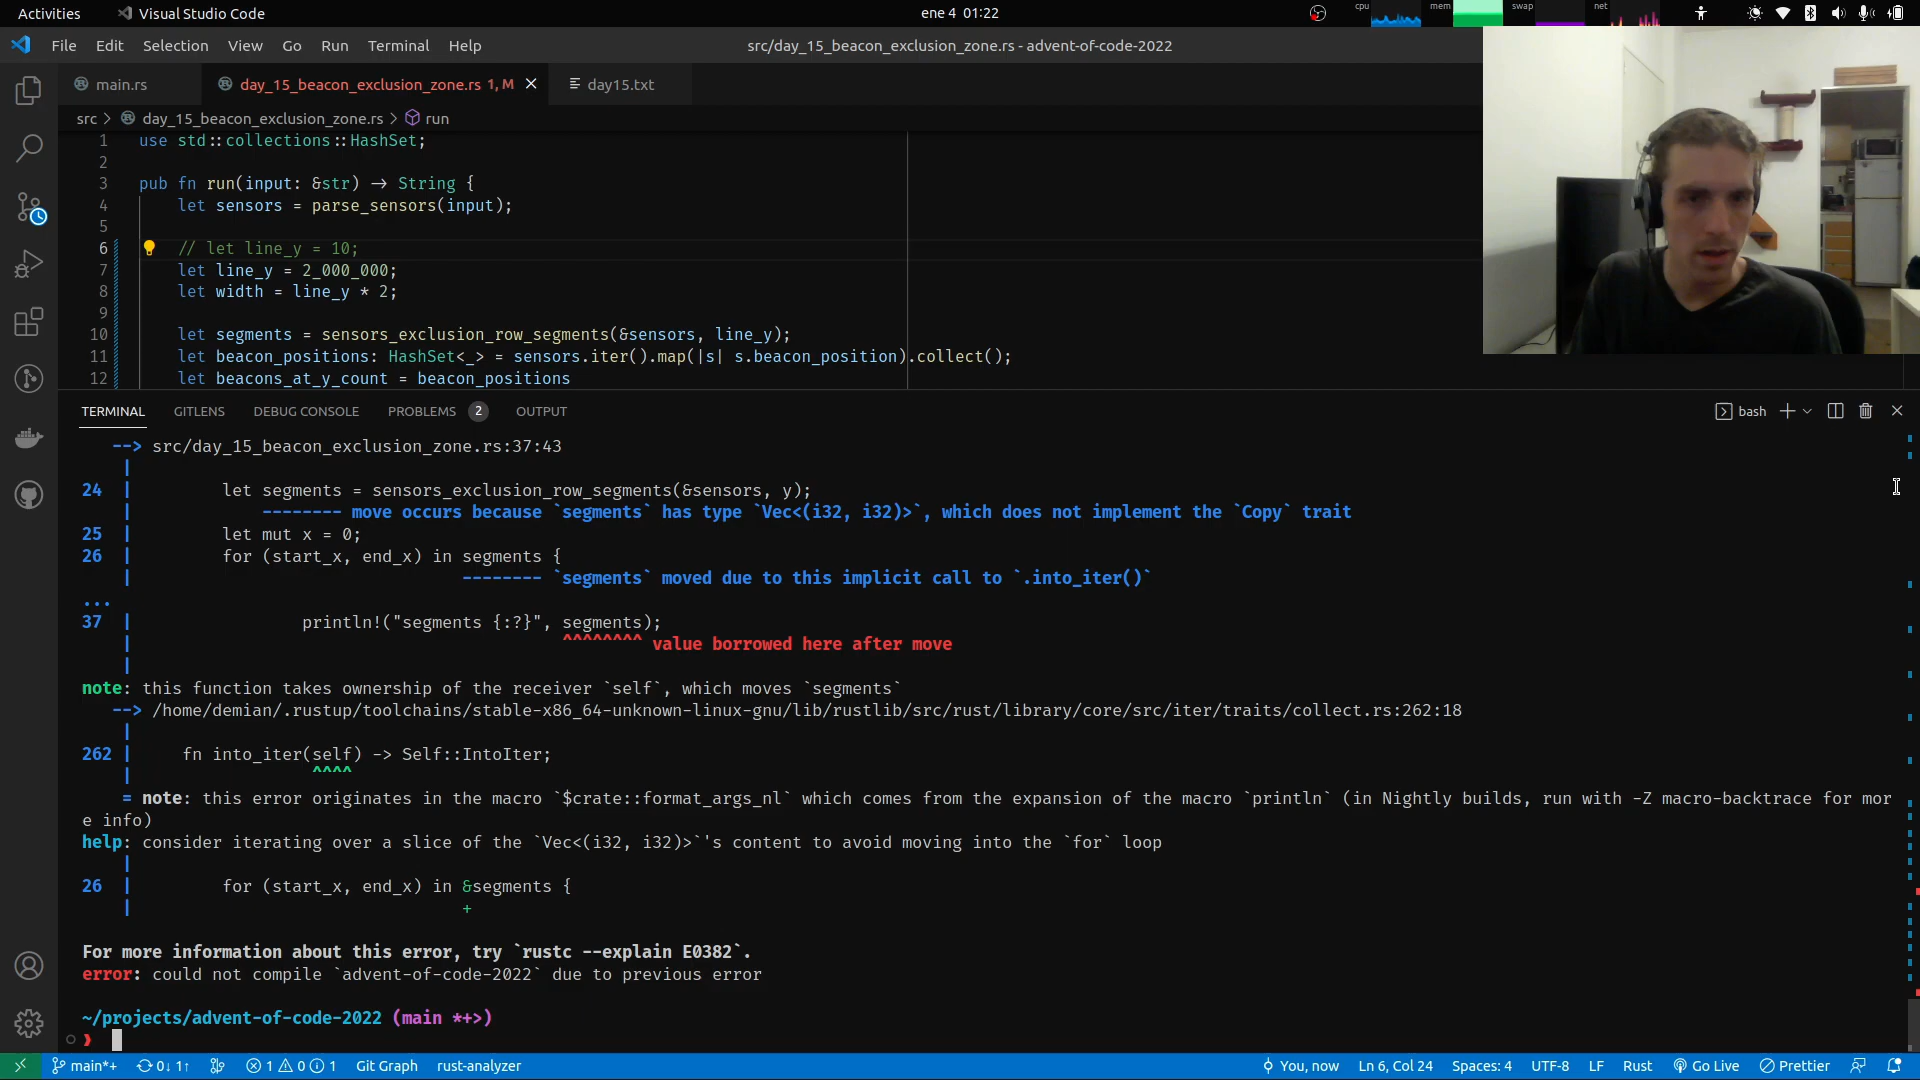 Activities
Visual Studio Code
ene 4 01:22
cpu
mem
swap
net
File Edit Selection View Go Run Terminal Help
src/day_15_beacon_exclusion_zone.rs - advent-of-code-2022
main.rs
day_15_beacon_exclusion_zone.rs 1, M
day15.txt
src > day_15_beacon_exclusion_zone.rs > run
1 use std::collections::HashSet;
2
3 pub fn run(input: &str) -> String {
4 let sensors = parse_sensors(input);
5
6 // let line_y = 10;
7 let line_y = 2_000_000;
8 let width = line_y * 2;
9
10 let segments = sensors_exclusion_row_segments(&sensors, line_y);
11 let beacon_positions: HashSet<_> = sensors.iter().map(|s| s.beacon_position).collect();
12 let beacons_at_y_count = beacon_positions
TERMINAL GITLENS DEBUG CONSOLE PROBLEMS 2 OUTPUT
bash
--> src/day_15_beacon_exclusion_zone.rs:37:43
|
24 | let segments = sensors_exclusion_row_segments(&sensors, y);
| -------- move occurs because `segments` has type `Vec<(i32, i32)>`, which does not implement the `Copy` trait
25 | let mut x = 0;
26 | for (start_x, end_x) in segments {
| -------- `segments` moved due to this implicit call to `.into_iter()`
...
37 | println!("segments {:?}", segments);
| ^^^^^^^^ value borrowed here after move
|
note: this function takes ownership of the receiver `self`, which moves `segments`
--> /home/demian/.rustup/toolchains/stable-x86_64-unknown-linux-gnu/lib/rustlib/src/rust/library/core/src/iter/traits/collect.rs:262:18
|
262 | fn into_iter(self) -> Self::IntoIter;
| ^^^^
= note: this error originates in the macro `$crate::format_args_nl` which comes from the expansion of the macro `println` (in Nightly builds, run with -Z macro-backtrace for mor
e info)
help: consider iterating over a slice of the `Vec<(i32, i32)>`'s content to avoid moving into the `for` loop
|
26 | for (start_x, end_x) in &segments {
| +
For more information about this error, try `rustc --explain E0382`.
error: could not compile `advent-of-code-2022` due to previous error
~/projects/advent-of-code-2022 (main *+>)
❯
main*+ 0↓ 1↑ 1 0 1 Git Graph rust-analyzer
You, now Ln 6, Col 24 Spaces: 4 UTF-8 LF Rust Go Live Prettier